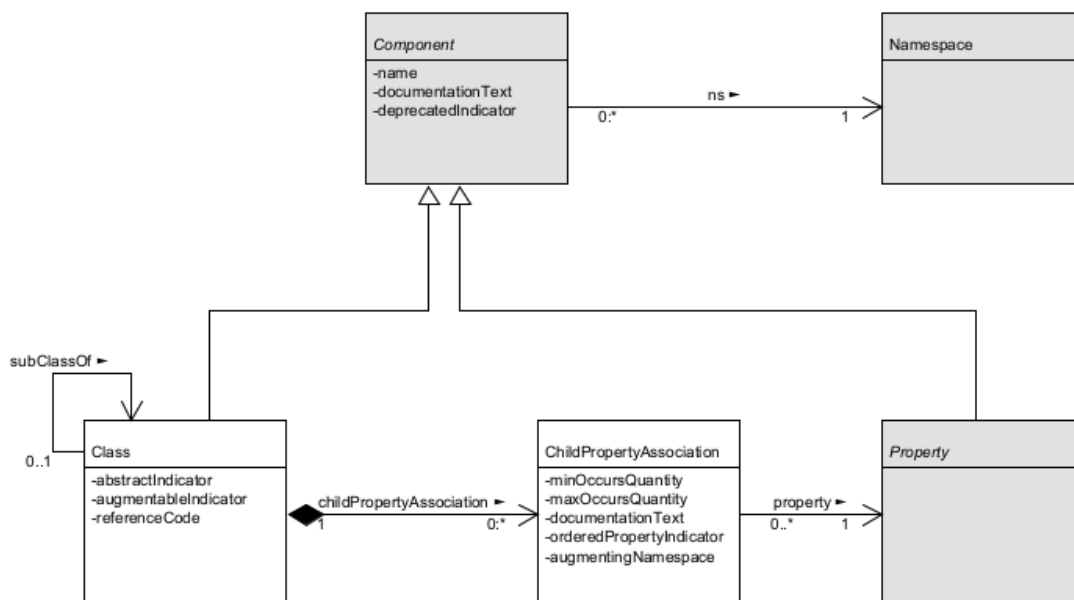 Component
-name
-documentationText
-deprecatedIndicator
Namespace
ns ►
0:*
1
subClassOf ►
0..1
Class
-abstractIndicator
-augmentableIndicator
-referenceCode
childPropertyAssociation ►
1
0:*
ChildPropertyAssociation
-minOccursQuantity
-maxOccursQuantity
-documentationText
-orderedPropertyIndicator
-augmentingNamespace
property ►
0..*
1
Property